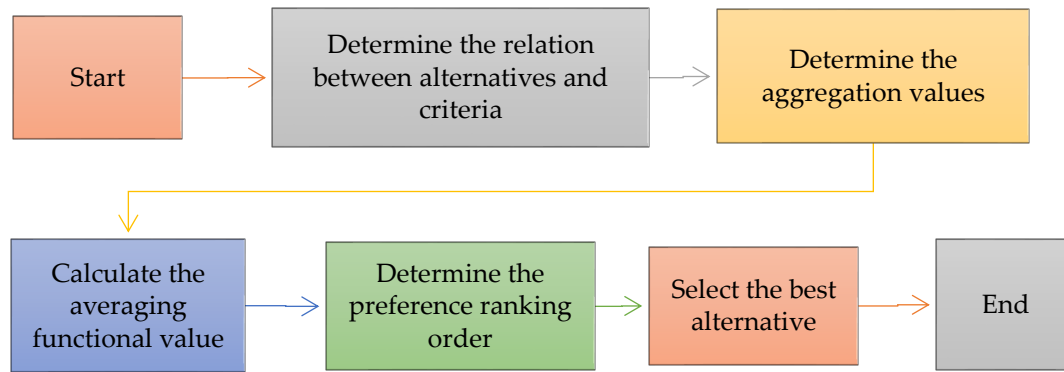 Start
Determine the relation
between alternatives and
criteria
Determine the
aggregation values
Calculate the
averaging
functional value
Determine the
preference ranking
order
Select the best
alternative
End